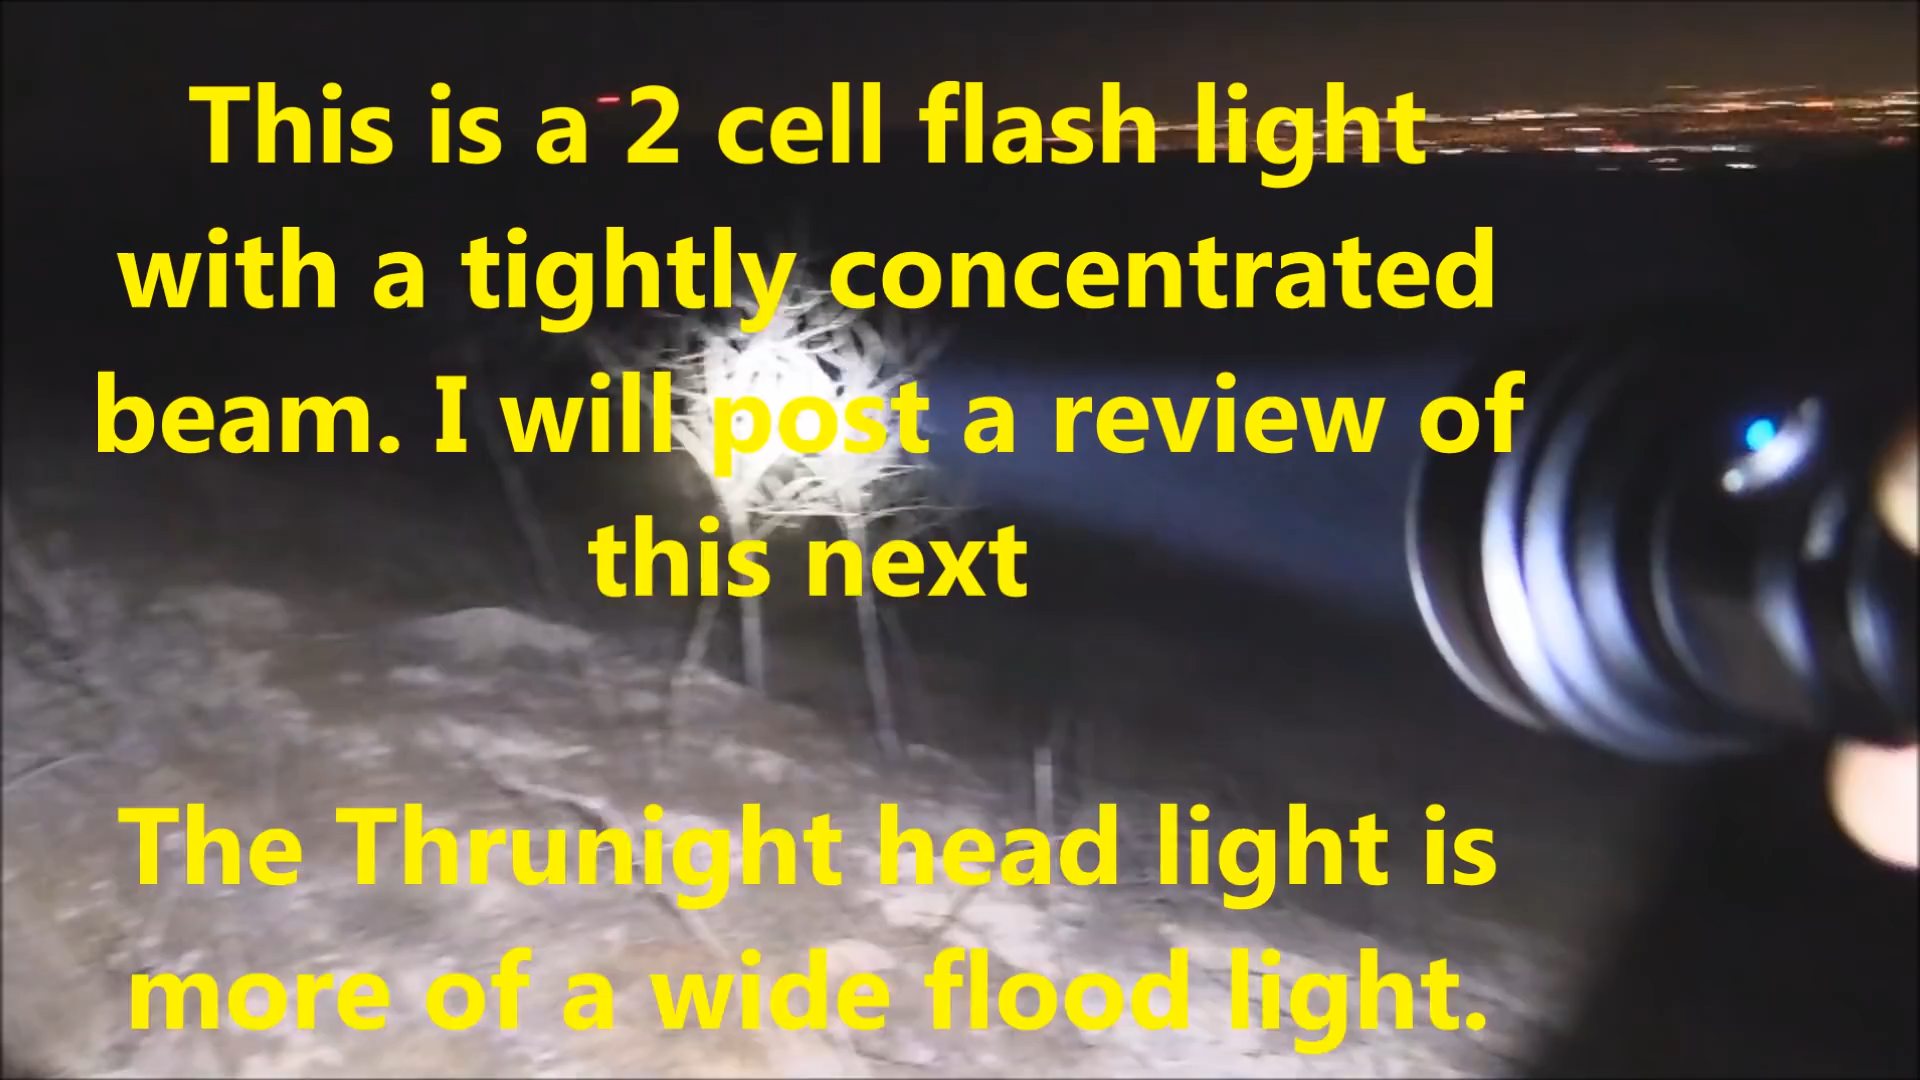 This is a 2 cell flash light
with a tightly concentrated
beam. I will post a review of
this next
The Thrunight head light is
more of a wide flood light.